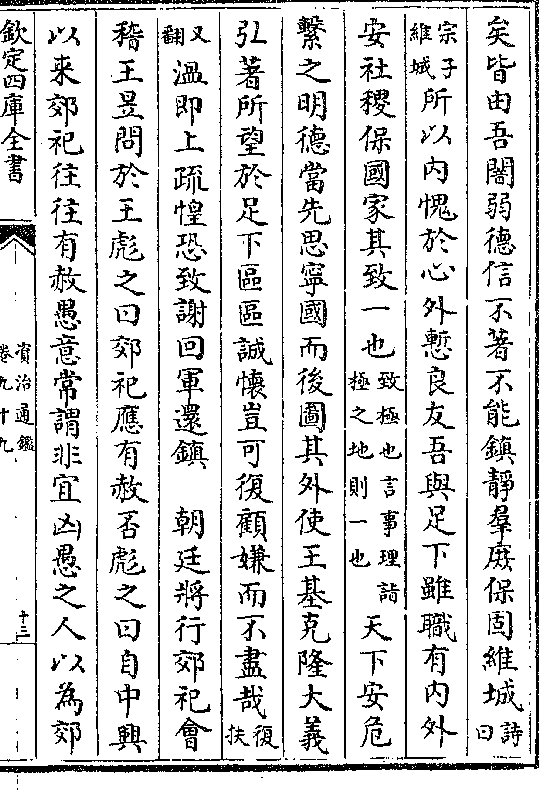 矣皆由吾闇弱德信不著不能鎮靜羣庶保固維城詩曰
宗子維城所以内愧於心外慙良友吾與足下雖職有内外
安社稷保國家其致一也致極也言事理詣極之地則一也天下安危
繫之明德當先思寧國而後圖其外使王基克隆大義
弘著所望於足下區區誠懷豈可復顧嫌而不盡哉復扶
又翻溫即上疏惶恐致謝回軍還鎮 朝廷將行郊祀會
稽王昱問於王彪之曰郊祀應有赦否彪之曰自中興
以来郊祀往往有赦愚意常謂非宜凶愚之人以為郊
欽定四庫全書
資治通鑑
卷九十九
十三